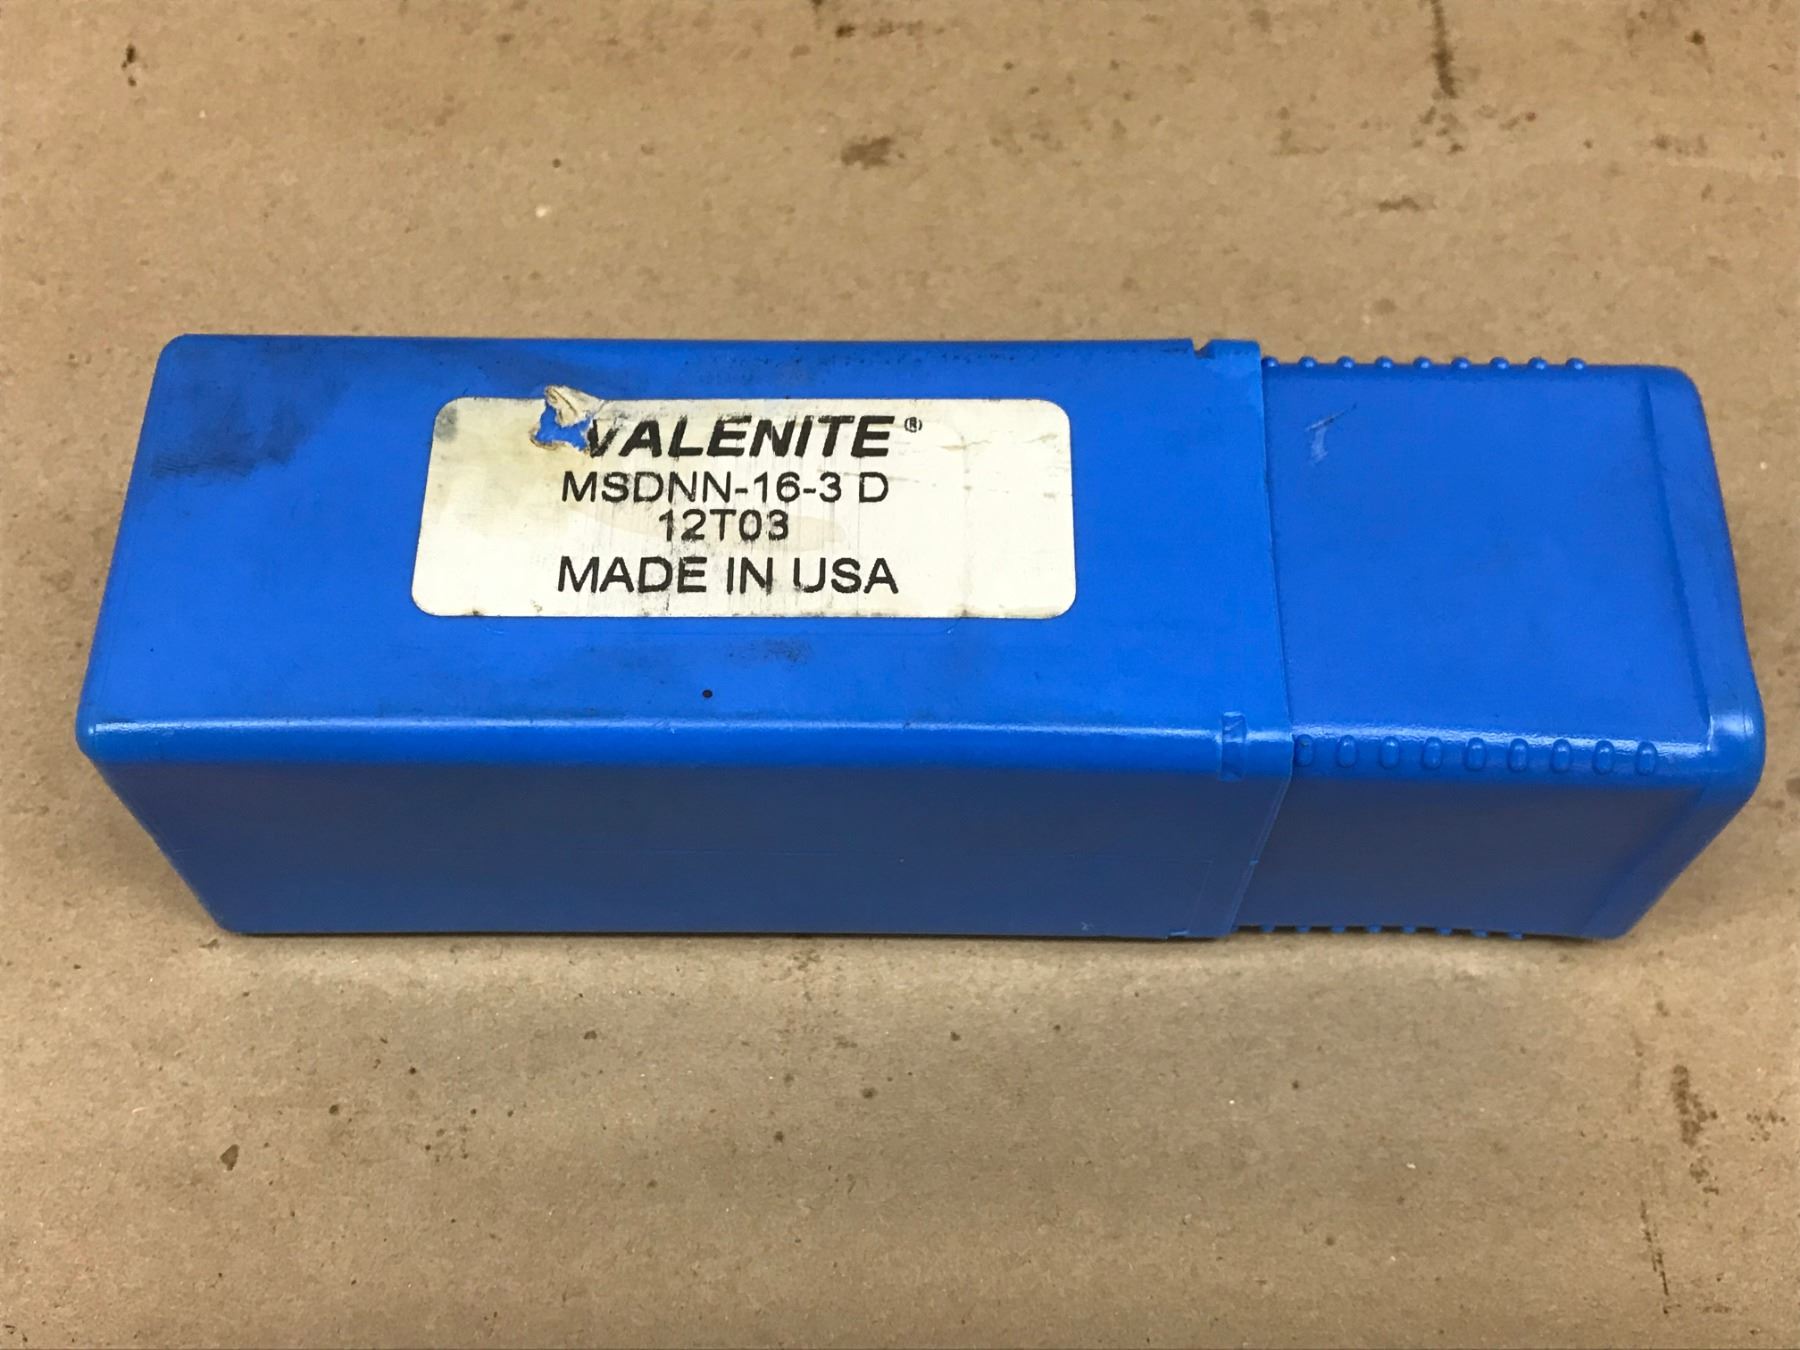 VALENITE®
MSDNN-16-3 D
12T03
MADE IN USA